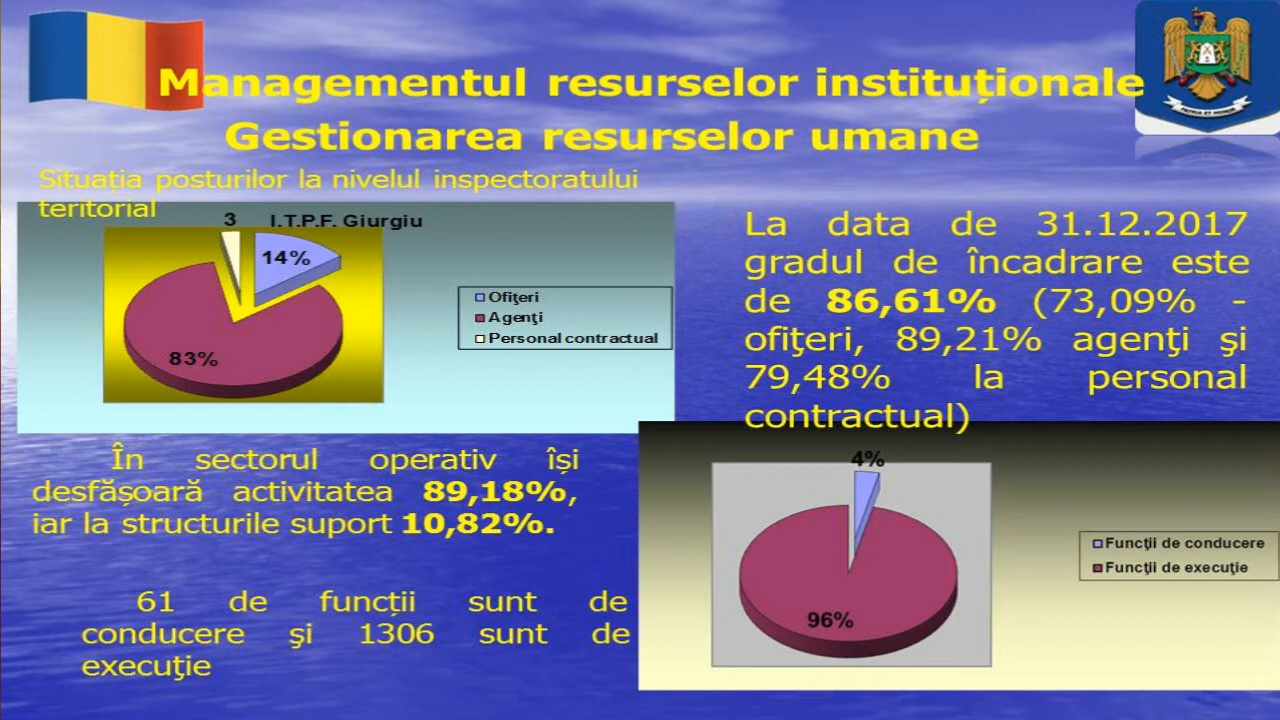 Managementul resurselor instituționale
Gestionarea resurselor umane
Situația posturilor la nivelul inspectoratului
teritorial
I.T.P.F. Giurgiu
3
14%
83%
Ofiţeri
Agenţi
Personal contractual
La data de 31.12.2017
gradul de încadrare este
de 86,61% (73,09% -
ofiţeri, 89,21% agenţi şi
79,48% la personal
contractual)
În sectorul operativ își
desfășoară activitatea 89,18%,
iar la structurile suport 10,82%.
4%
96%
Funcţii de conducere
Funcţii de execuţie
61 de funcții sunt de
conducere şi 1306 sunt de
execuţie
PATRIA ET HONOR